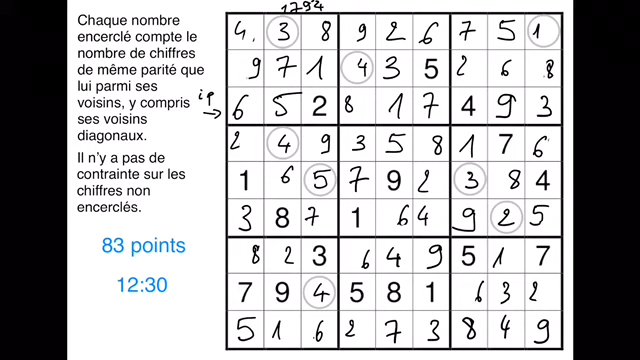 1794
Chaque nombre
encerclé compte le
nombre de chiffres
de même parité que
lui parmi ses
voisins, y compris
ses voisins
diagonaux.
Il n'y a pas de
contrainte sur les
chiffres non
encerclés.
83 points
12:30
ip
4. 3 8 9 2 6 7 5 1
9 7 1 4 3 5 2 6 8
6 5 2 8 1 7 4 9 3
2 4 9 3 5 8 1 7 6
1 6 5 7 9 2 3 8 4
3 8 7 1 6 4 9 2 5
8 2 3 6 4 9 5 1 7
7 9 4 5 8 1 6 3 2
5 1 6 2 7 3 8 4 9